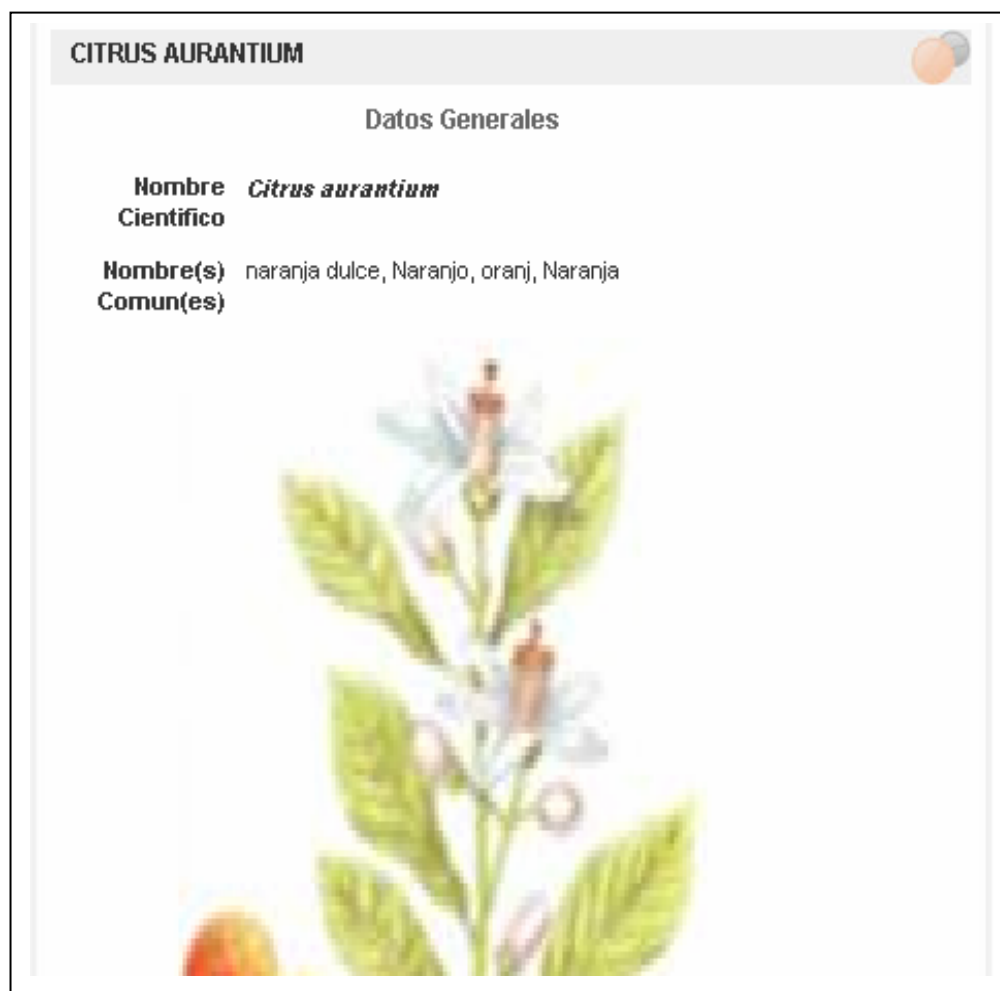 CITRUS AURANTIUM
Datos Generales
Nombre Citrus aurantium
Cientifico
Nombre(s) naranja dulce, Naranjo, oranj, Naranja
Comun(es)